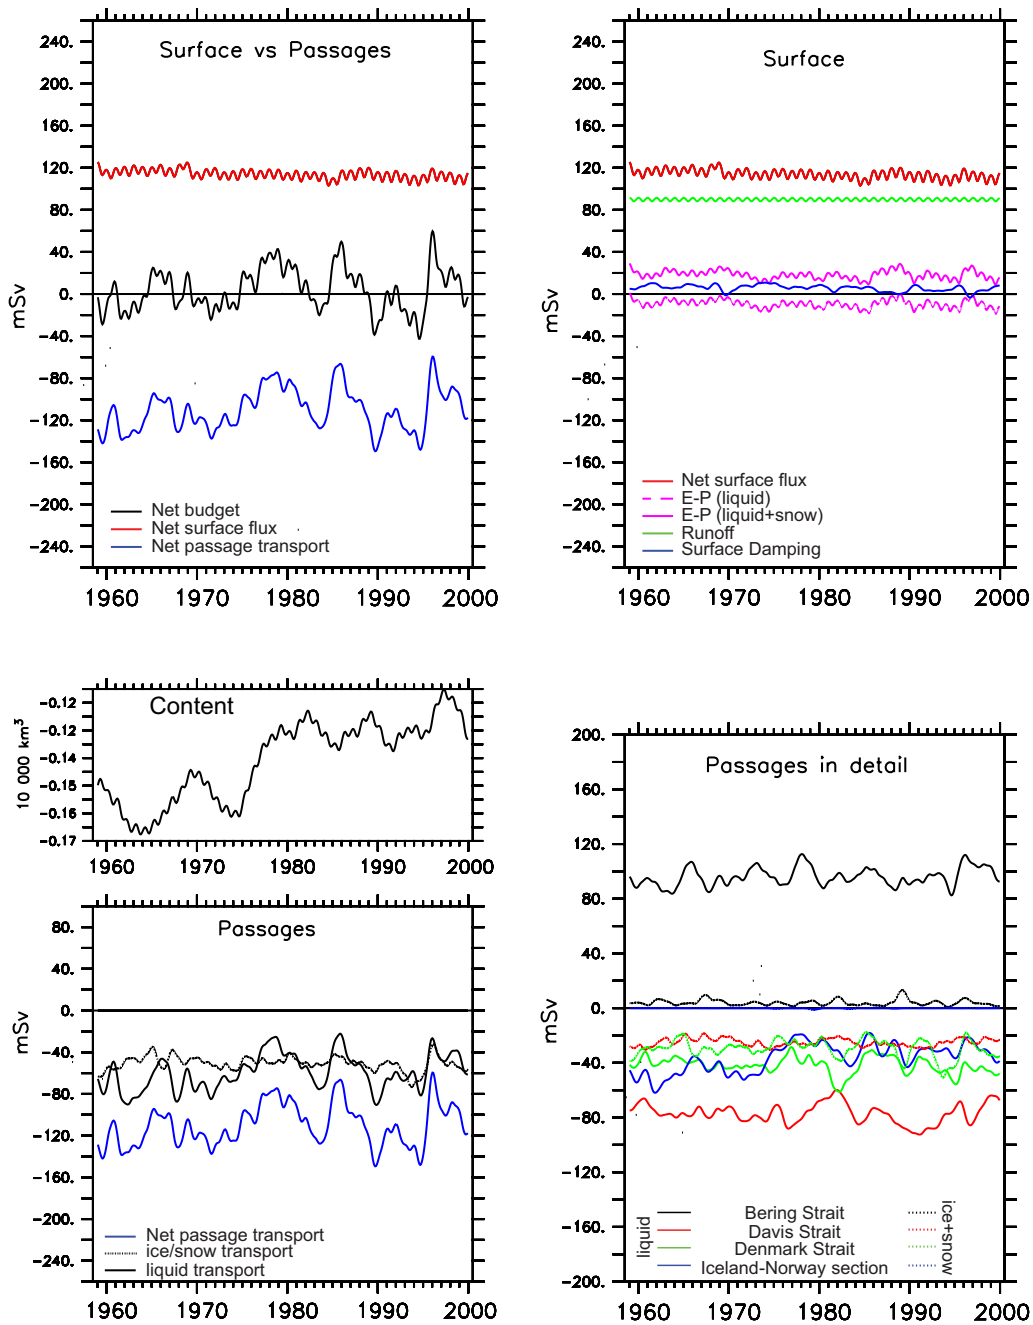 Surface vs Passages
240.
200.
160.
120.
80.
40.
0.
-40.
-80.
-120.
-160.
-200.
-240.
mSv
Net budget
Net surface flux
Net passage transport
1960 1970 1980 1990 2000
Surface
240.
200.
160.
120.
80.
40.
0.
-40.
-80.
-120.
-160.
-200.
-240.
mSv
Net surface flux
E-P (liquid)
E-P (liquid+snow)
Runoff
Surface Damping
1960 1970 1980 1990 2000
Content
-0.12
-0.12
-0.14
-0.15
-0.16
-0.17
10 000 km³
1960 1970 1980 1990 2000
Passages
80.
40.
0.
-40.
-80.
-120.
-160.
-200.
-240.
mSv
Net passage transport
ice/snow transport
liquid transport
1960 1970 1980 1990 2000
Passages in detail
200.
160.
120.
80.
40.
0.
-40.
-80.
-120.
-160.
-200.
mSv
liquid
Bering Strait
Davis Strait
Denmark Strait
Iceland-Norway section
ice+snow
1960 1970 1980 1990 2000